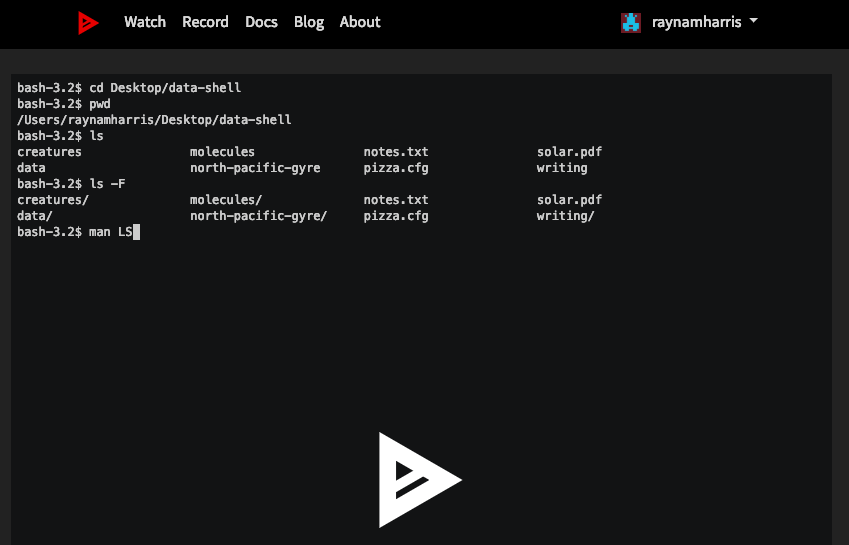 Watch Record Docs Blog About raynamharris
bash-3.2$ cd Desktop/data-shell
bash-3.2$ pwd
/Users/raynamharris/Desktop/data-shell
bash-3.2$ ls
creatures molecules notes.txt solar.pdf
data north-pacific-gyre pizza.cfg writing
bash-3.2$ ls -F
creatures/ molecules/ notes.txt solar.pdf
data/ north-pacific-gyre/ pizza.cfg writing/
bash-3.2$ man LS